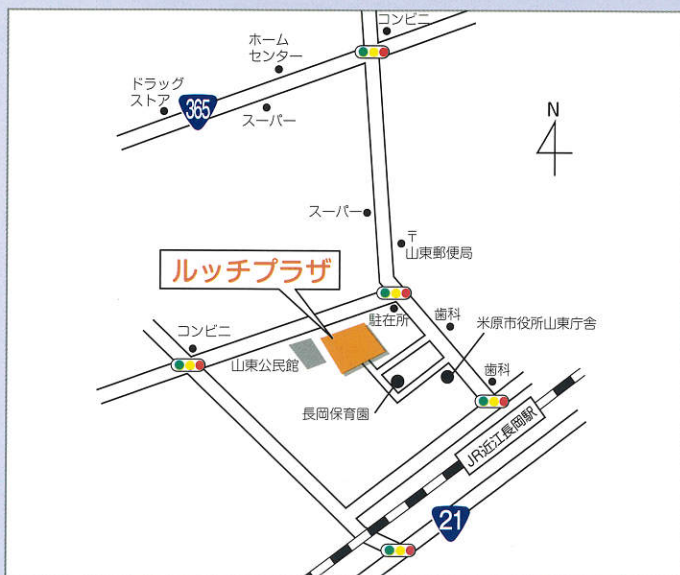 コンビニ
ホーム
センター
ドラッグ
ストア
365
スーパー
N
スーパー
〒
山東郵便局
ルッチプラザ
駐在所
歯科
米原市役所山東庁舎
コンビニ
山東公民館
歯科
長岡保育園
JR近江長岡駅
21